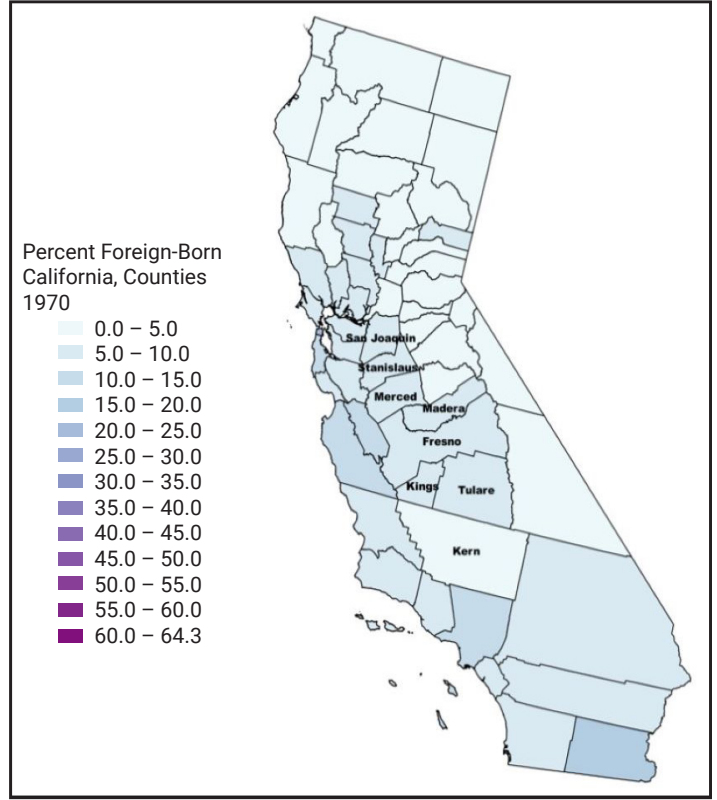 Percent Foreign-Born
California, Counties
1970
0.0 – 5.0
5.0 – 10.0
10.0 – 15.0
15.0 – 20.0
20.0 – 25.0
25.0 – 30.0
30.0 – 35.0
35.0 – 40.0
40.0 – 45.0
45.0 – 50.0
50.0 – 55.0
55.0 – 60.0
60.0 – 64.3
San Joaquin
Stanislaus
Merced
Madera
Fresno
Kings
Tulare
Kern